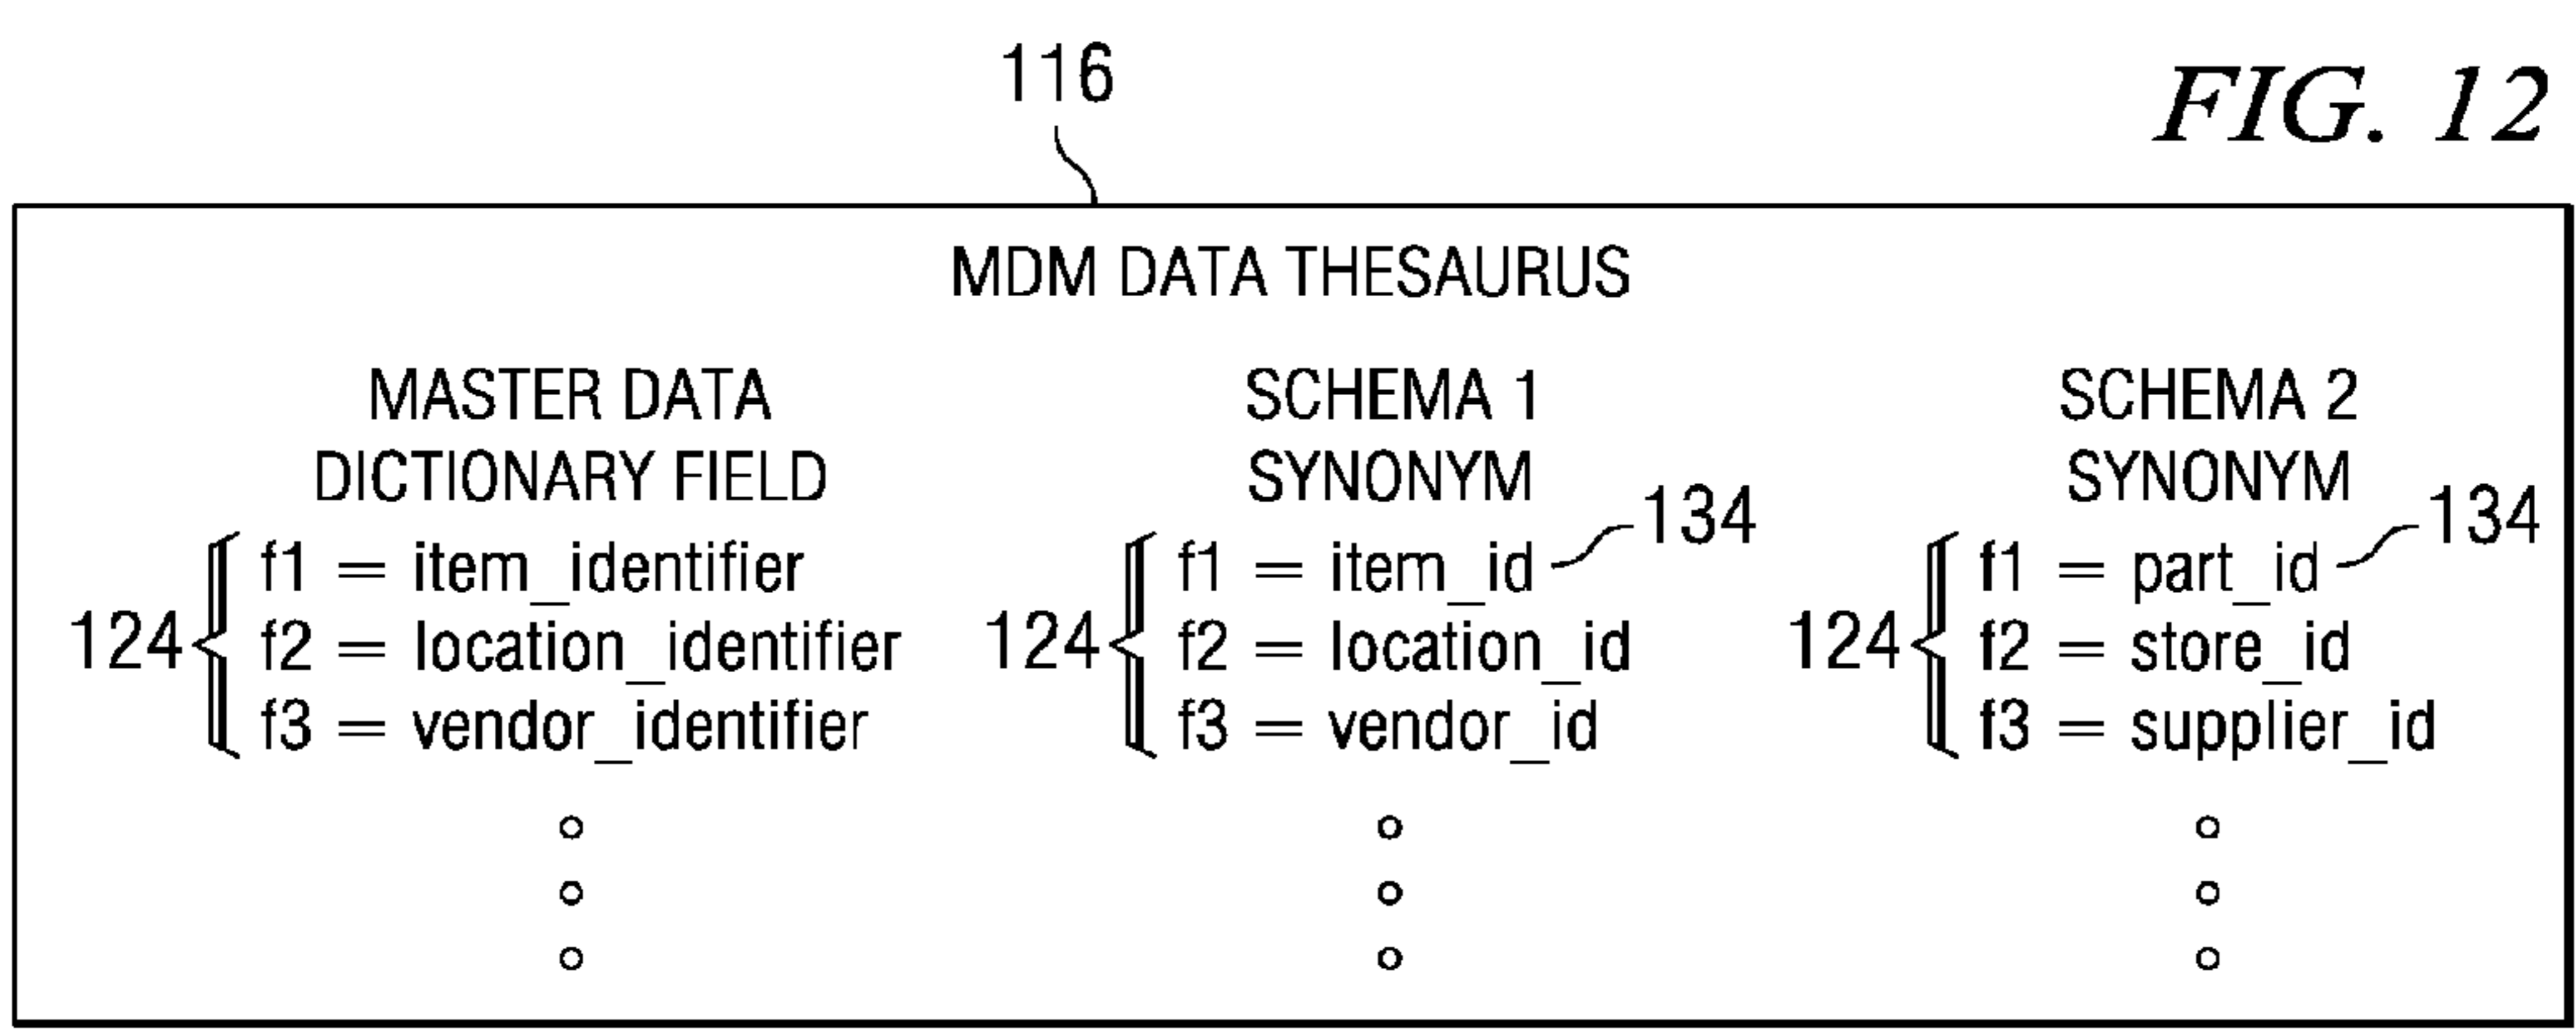 116
FIG. 12
MDM DATA THESAURUS
MASTER DATA
DICTIONARY FIELD
SCHEMA 1
SYNONYM
SCHEMA 2
SYNONYM
124
f1 = item_identifier
f2 = location_identifier
f3 = vendor_identifier
124
f1 = item_id
134
f2 = location_id
f3 = vendor_id
124
f1 = part_id
134
f2 = store_id
f3 = supplier_id